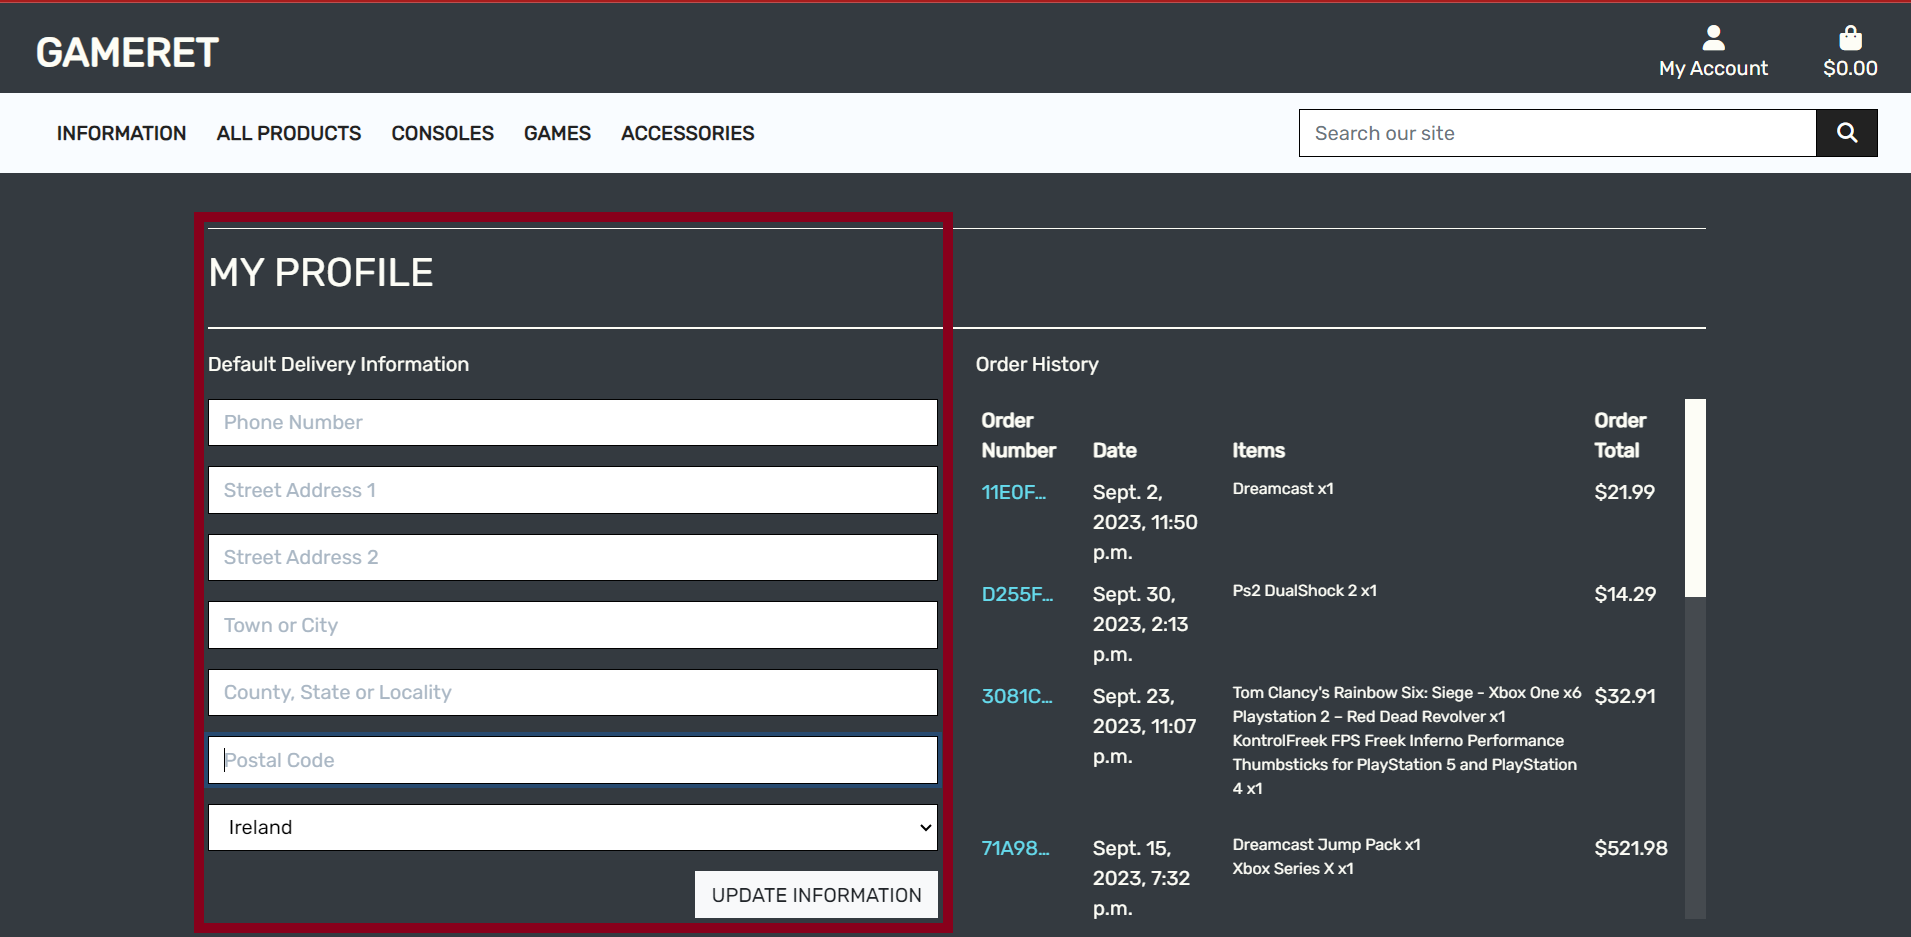 GAMERET
My Account
$0.00
INFORMATION ALL PRODUCTS CONSOLES GAMES ACCESSORIES
Search our site
MY PROFILE
Default Delivery Information
Phone Number
Street Address 1
Street Address 2
Town or City
County, State or Locality
Postal Code
Ireland
UPDATE INFORMATION
Order History
Order
Number
Date
Items
Order
Total
11E0F...
Sept. 2,
2023, 11:50
p.m.
Dreamcast x1
$21.99
D255F...
Sept. 30,
2023, 2:13
p.m.
Ps2 DualShock 2 x1
$14.29
3081C...
Sept. 23,
2023, 11:07
p.m.
Tom Clancy's Rainbow Six: Siege - Xbox One x6
Playstation 2 – Red Dead Revolver x1
KontrolFreek FPS Freek Inferno Performance
Thumbsticks for PlayStation 5 and PlayStation
4 x1
$32.91
71A98...
Sept. 15,
2023, 7:32
p.m.
Dreamcast Jump Pack x1
Xbox Series X x1
$521.98